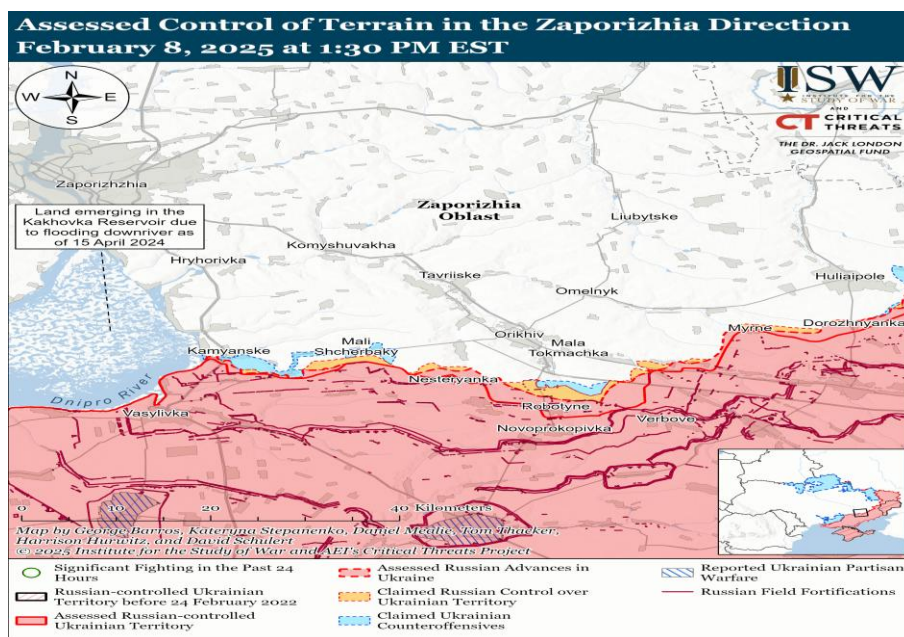 Assessed Control of Terrain in the Zaporizhia Direction
February 8, 2025 at 1:30 PM EST
N
W E
S
ISW
INSTITUTE FOR THE
STUDY OF WAR
AND
CT CRITICAL
THREATS
THE DR. JACK LONDON
GEOSPATIAL FUND
Zaporizhzhia
Land emerging in the
Kakhovka Reservoir due
to flooding downriver as
of 15 April 2024
Zaporizhia
Oblast
Liubytske
Komyshuvakha
Hryhorivka
Tavriiske
Huliaipole
Omelnyk
Orikhiv
Myrne
Dorozhnyanka
Mali
Shcherbaky
Mala
Tokmachka
Kamyanske
Nesteryanka
Dnipro River
Vasylivka
Robotyne
Verbove
Novoprokopivka
0 10 20 40 Kilometers
Map by George Barros, Kateryna Stepanenko, Daniel Mealie, Tom Thacker,
Harrison Hurwitz, and David Schulert
© 2025 Institute for the Study of War and AEI's Critical Threats Project
Significant Fighting in the Past 24
Hours
Russian-controlled Ukrainian
Territory before 24 February 2022
Assessed Russian-controlled
Ukrainian Territory
Assessed Russian Advances in
Ukraine
Claimed Russian Control over
Ukrainian Territory
Claimed Ukrainian
Counteroffensives
Reported Ukrainian Partisan
Warfare
Russian Field Fortifications